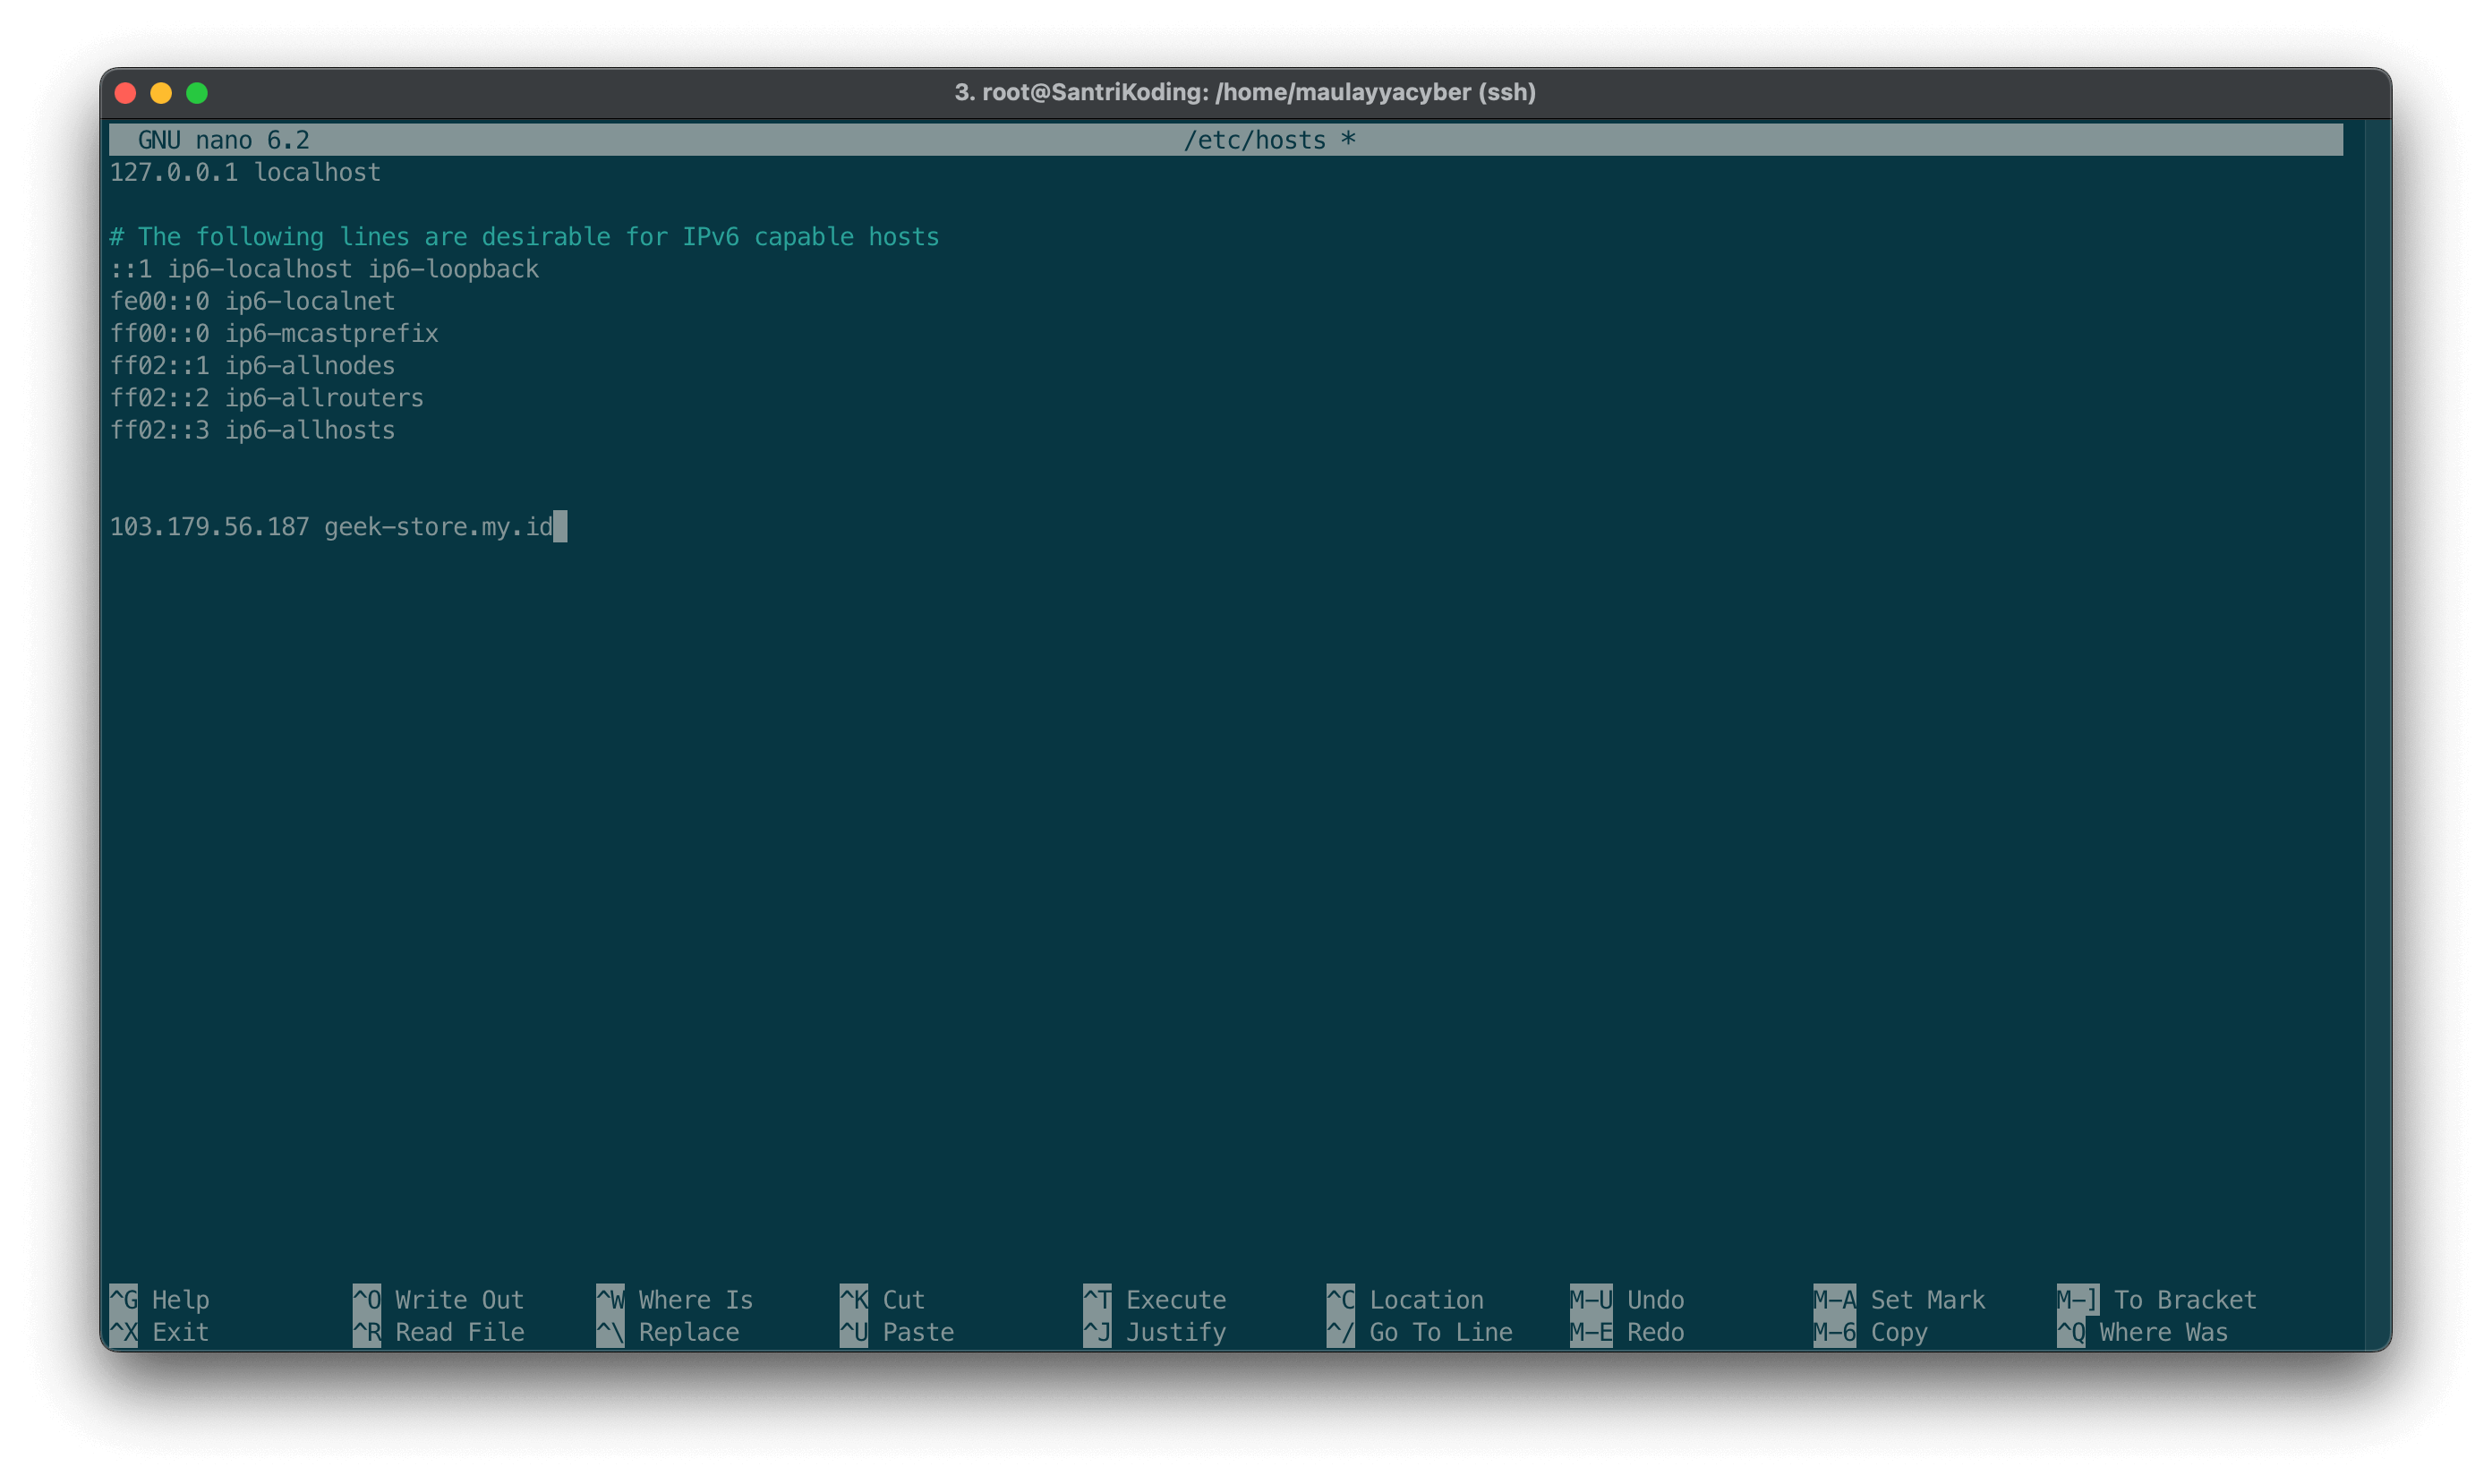 3. root@SantriKoding: /home/maulayyacyber (ssh)
GNU nano 6.2 /etc/hosts *
127.0.0.1 localhost
# The following lines are desirable for IPv6 capable hosts
::1 ip6-localhost ip6-loopback
fe00::0 ip6-localnet
ff00::0 ip6-mcastprefix
ff02::1 ip6-allnodes
ff02::2 ip6-allrouters
ff02::3 ip6-allhosts
103.179.56.187 geek-store.my.id
^G Help ^O Write Out ^W Where Is ^K Cut ^T Execute ^C Location M-U Undo M-A Set Mark M-] To Bracket
^X Exit ^R Read File ^\ Replace ^U Paste ^J Justify ^/ Go To Line M-E Redo M-6 Copy ^Q Where Was